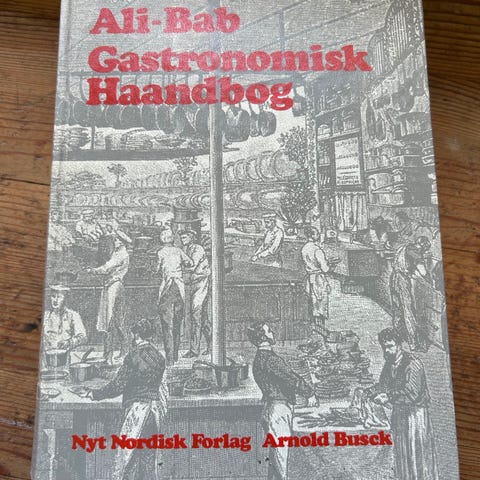 Ali-Bab
Gastronomisk
Haandbog
Nyt Nordisk Forlag Arnold Busck